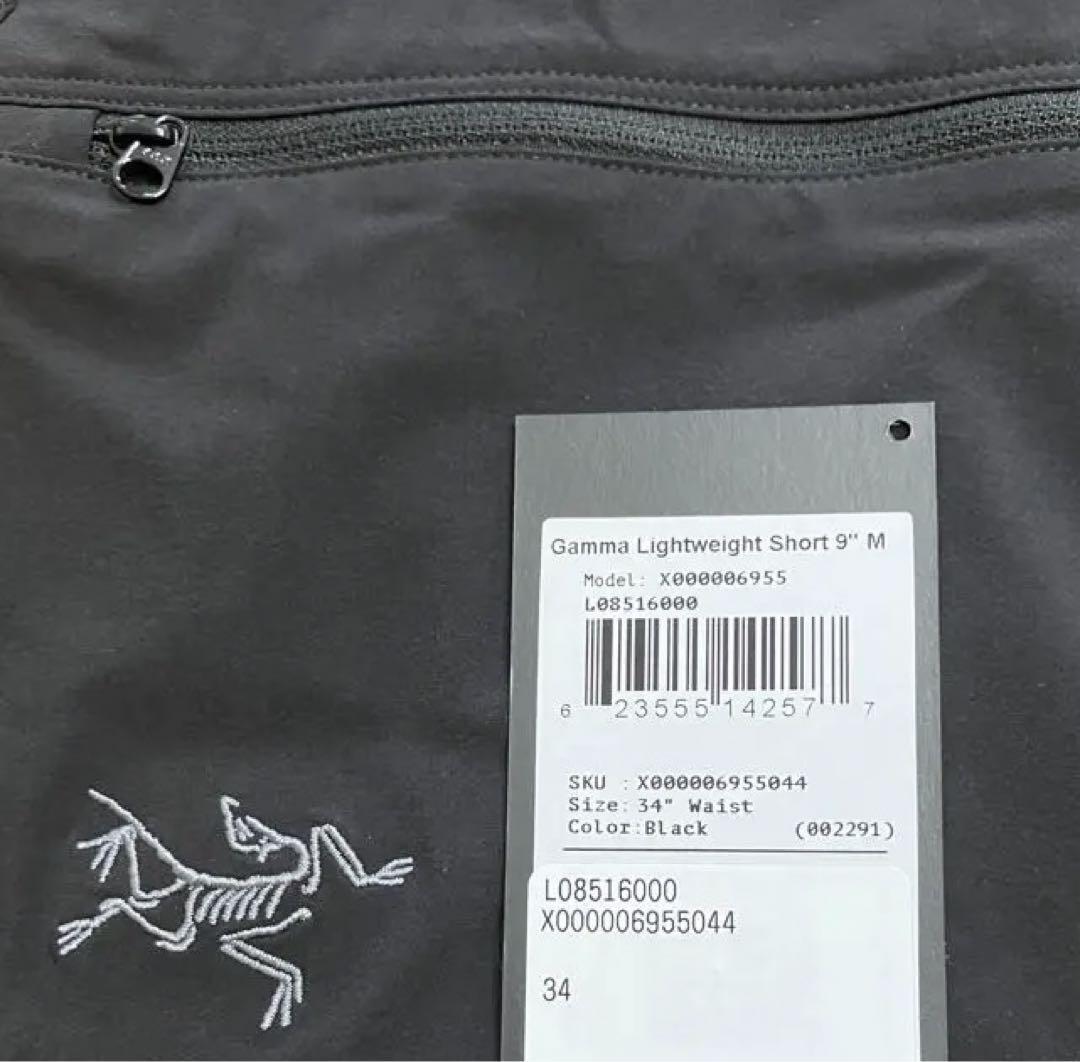 Gamma Lightweight Short 9" M
Model: X000006955
L08516000
6 23555 14257 7
SKU : X000006955044
Size: 34" Waist
Color:Black (002291)
L08516000
X000006955044
34